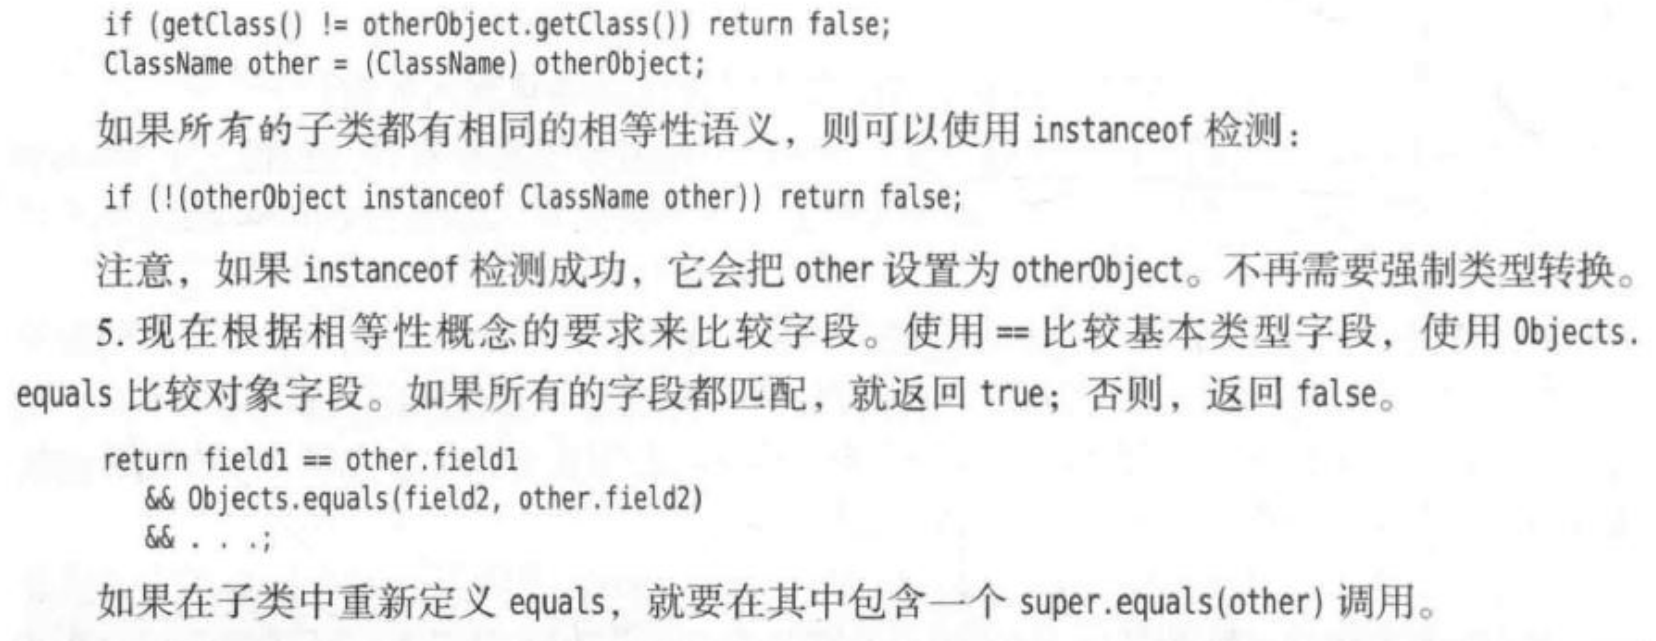 if (getClass() != otherObject.getClass()) return false;
ClassName other = (ClassName) otherObject;
如果所有的子类都有相同的相等性语义，则可以使用 instanceof 检测：
if (!(otherObject instanceof ClassName other)) return false;
注意，如果 instanceof 检测成功，它会把 other 设置为 otherObject。不再需要强制类型转换。
5. 现在根据相等性概念的要求来比较字段。使用 == 比较基本类型字段，使用 Objects.
equals 比较对象字段。如果所有的字段都匹配，就返回 true；否则，返回 false。
return field1 == other.field1
&& Objects.equals(field2, other.field2)
&& . . .;
如果在子类中重新定义 equals，就要在其中包含一个 super.equals(other) 调用。